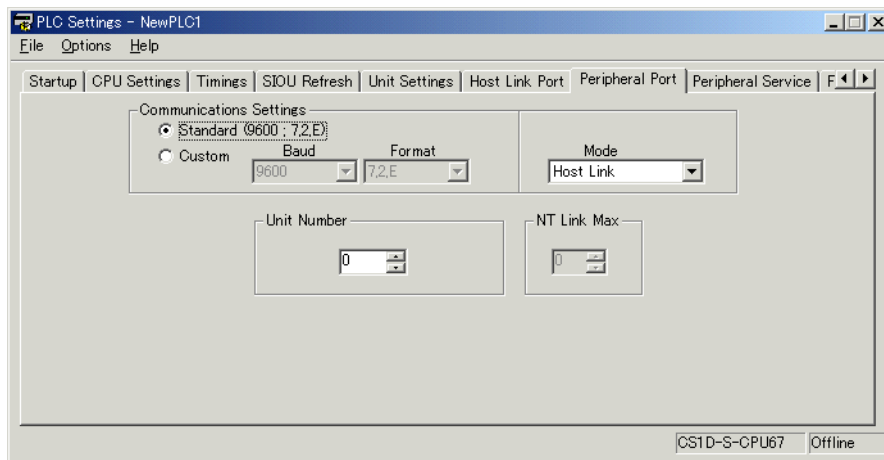 PLC Settings - NewPLC1
File Options Help
Startup CPU Settings Timings SIOU Refresh Unit Settings Host Link Port Peripheral Port Peripheral Service F
Communications Settings
Standard (9600 ; 7,2,E)
Custom Baud Format Mode
9600 7,2,E Host Link
Unit Number NT Link Max
0 0
CS1D-S-CPU67 Offline